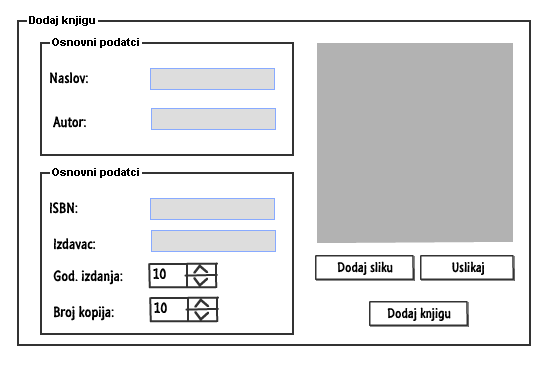 Dodaj knjigu
Osnovni podatci
Naslov:
Autor:
Osnovni podatci
ISBN:
Izdavac:
God. izdanja: 10
Broj kopija: 10
Dodaj sliku Uslikaj
Dodaj knjigu